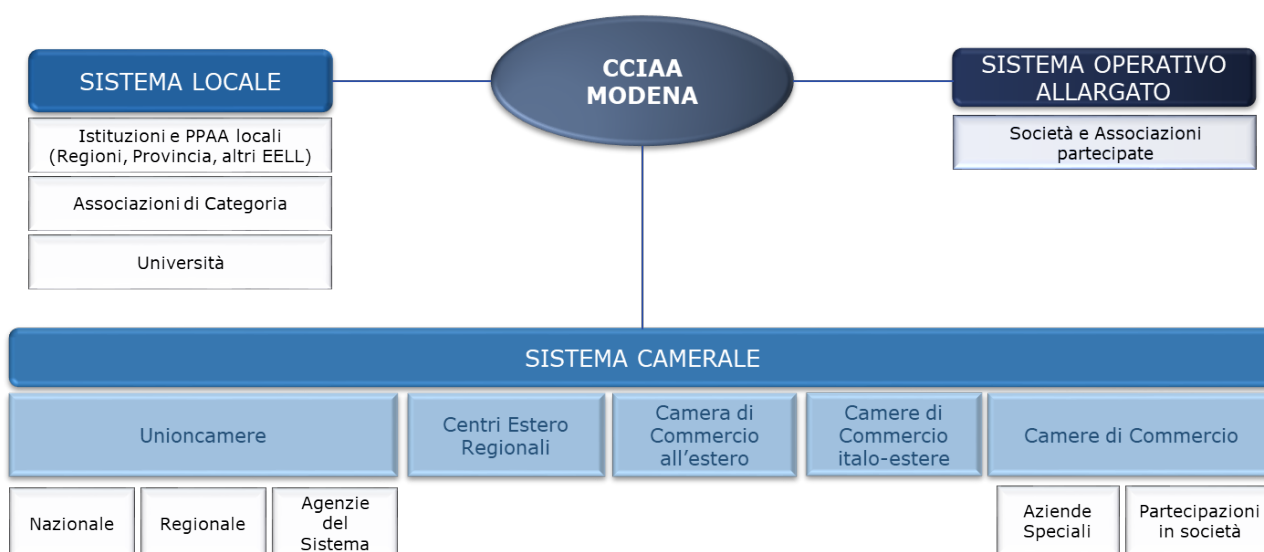 CCIAA
MODENA
SISTEMA LOCALE
Istituzioni e PPAA locali
(Regioni, Provincia, altri EELL)
Associazioni di Categoria
Università
SISTEMA OPERATIVO
ALLARGATO
Società e Associazioni
partecipate
SISTEMA CAMERALE
Unioncamere
Centri Estero
Regionali
Camera di
Commercio
all'estero
Camere di
Commercio
italo-estere
Camere di Commercio
Nazionale
Regionale
Agenzie
del
Sistema
Aziende
Speciali
Partecipazioni
in società